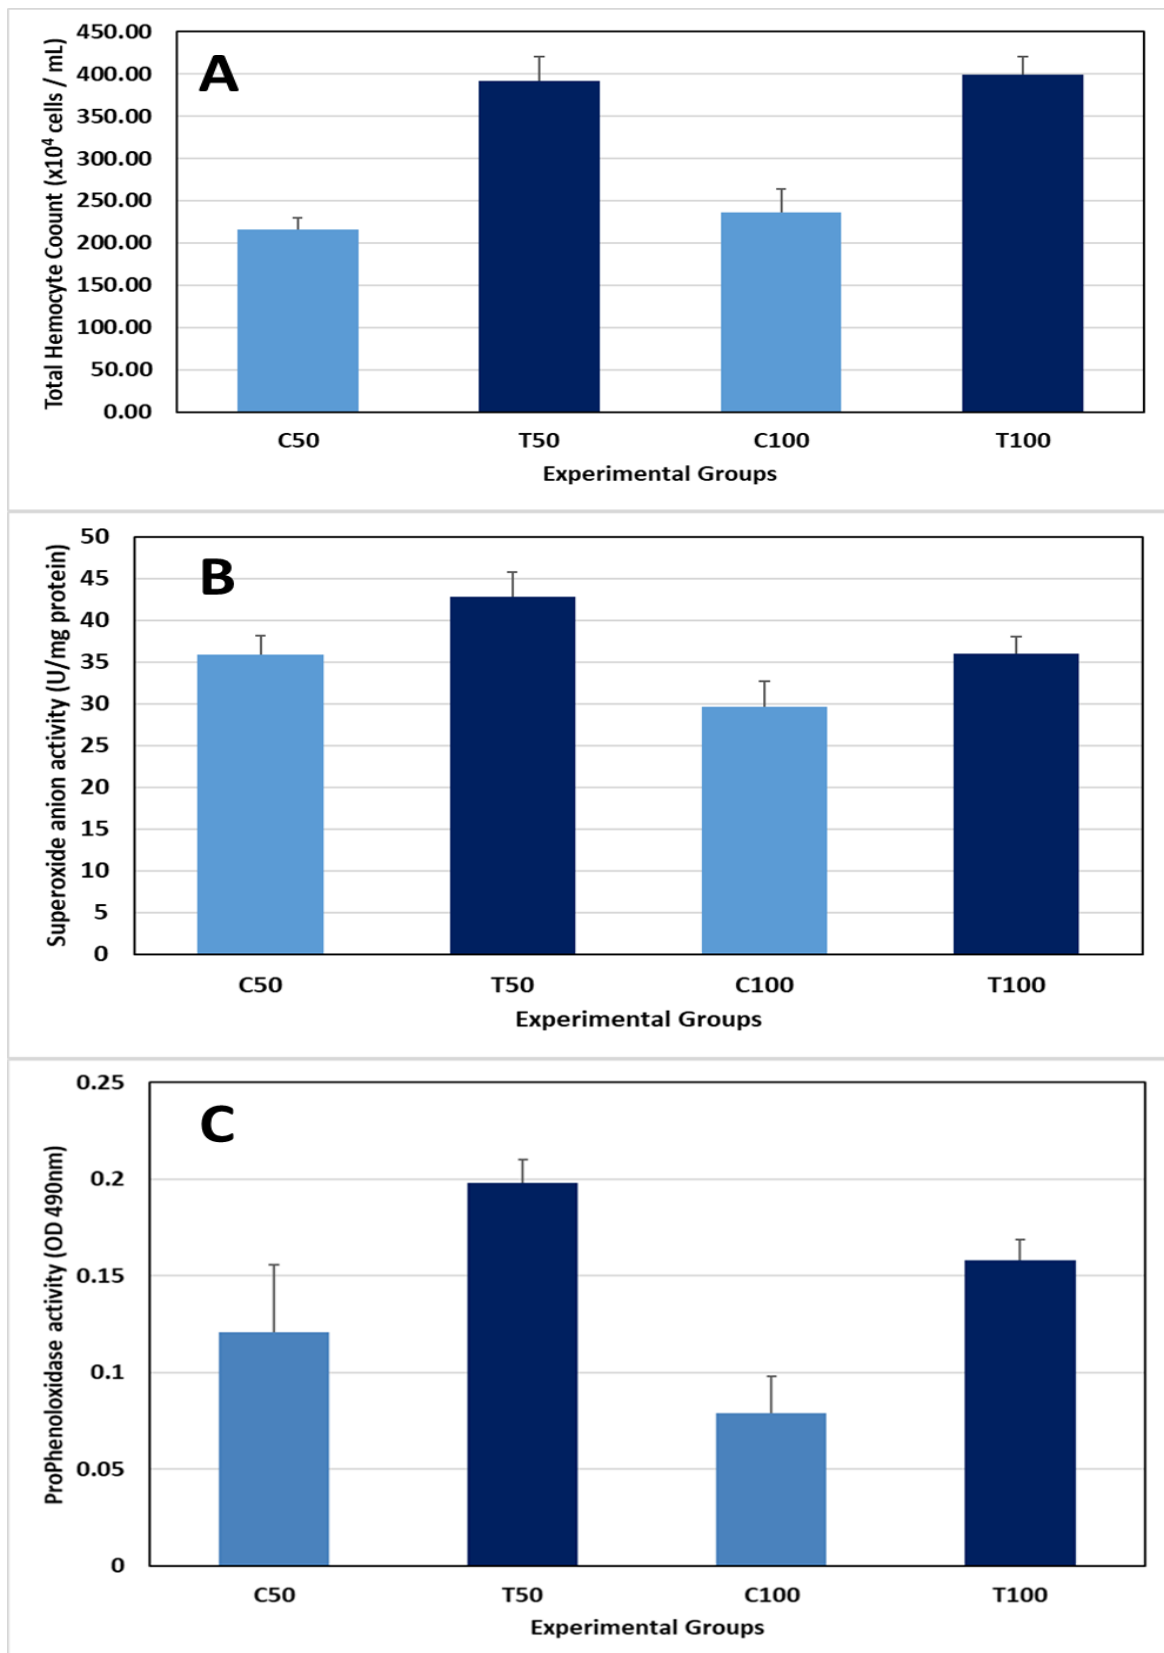 A
Total Hemocyte Coount (x10⁴ cells / mL)
450.00
400.00
350.00
300.00
250.00
200.00
150.00
100.00
50.00
0.00
C50 T50 C100 T100
Experimental Groups
B
Superoxide anion activity (U/mg protein)
50
45
40
35
30
25
20
15
10
5
0
C50 T50 C100 T100
Experimental Groups
C
ProPhenoloxidase activity (OD 490nm)
0.25
0.2
0.15
0.1
0.05
0
C50 T50 C100 T100
Experimental Groups